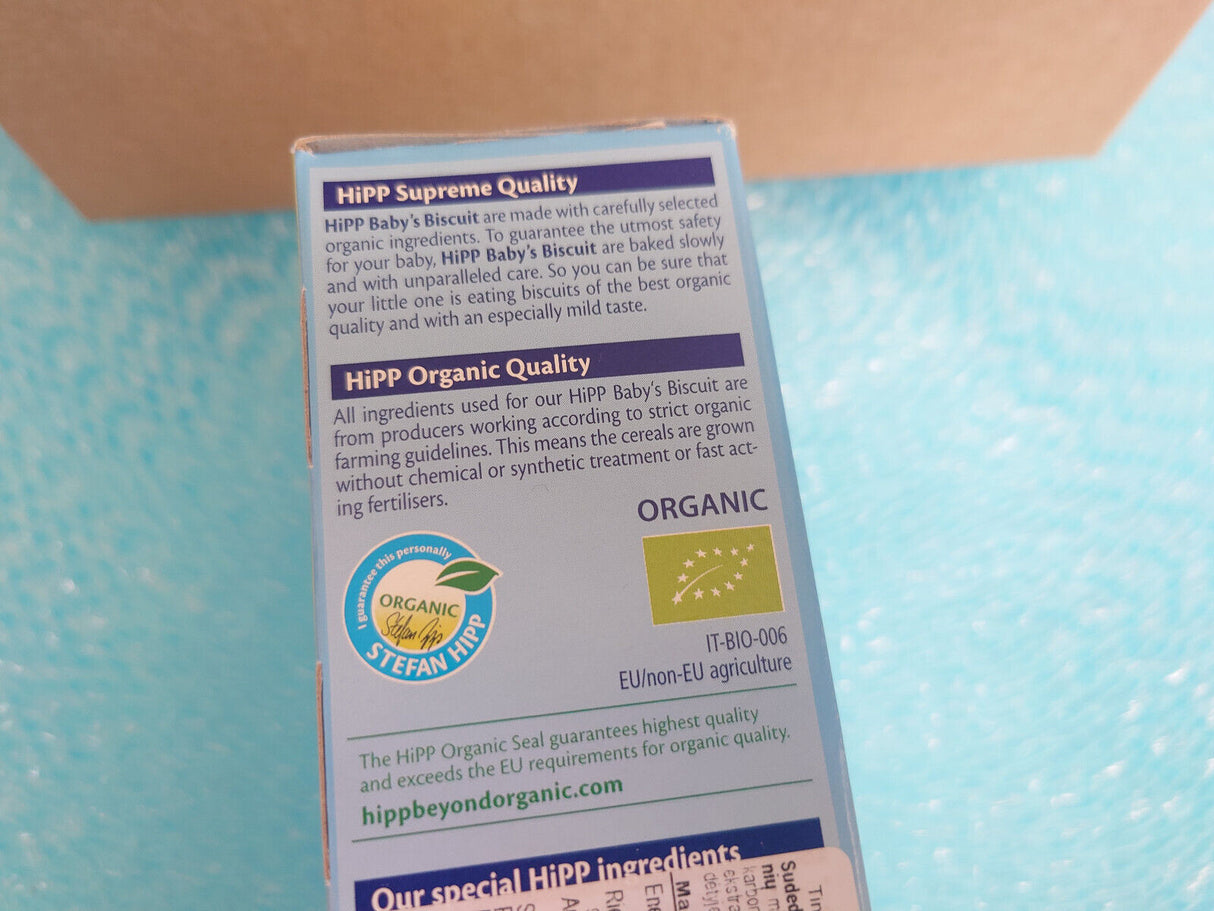 HiPP Supreme Quality
HiPP Baby's Biscuit are made with carefully selected
organic ingredients. To guarantee the utmost safety
for your baby, HiPP Baby's Biscuit are baked slowly
and with unparalleled care. So you can be sure that
your little one is eating biscuits of the best organic
quality and with an especially mild taste.
HiPP Organic Quality
All ingredients used for our HiPP Baby's Biscuit are
from producers working according to strict organic
farming guidelines. This means the cereals are grown
without chemical or synthetic treatment or fast act-
ing fertilisers.
I guarantee this personally
ORGANIC
Stefan Hipp
STEFAN HIPP
ORGANIC
IT-BIO-006
EU/non-EU agriculture
The HiPP Organic Seal guarantees highest quality
and exceeds the EU requirements for organic quality.
hippbeyondorganic.com
Our special HiPP ingredients